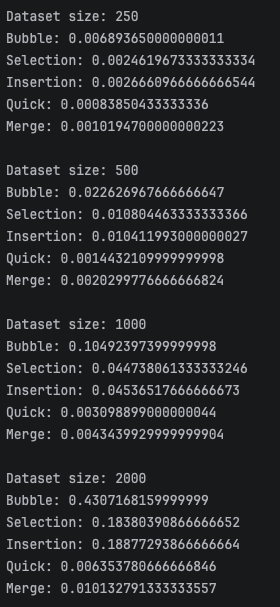 Dataset size: 250
Bubble: 0.006893650000000011
Selection: 0.0024619673333333334
Insertion: 0.0026660966666666544
Quick: 0.00083850433333336
Merge: 0.0010194700000000223
Dataset size: 500
Bubble: 0.022626967666666647
Selection: 0.010804463333333366
Insertion: 0.010411993000000027
Quick: 0.0014432109999999998
Merge: 0.0020299776666666824
Dataset size: 1000
Bubble: 0.10492397399999998
Selection: 0.044738061333333246
Insertion: 0.04536517666666673
Quick: 0.003098899000000044
Merge: 0.0043439929999999904
Dataset size: 2000
Bubble: 0.4307168159999999
Selection: 0.18380390866666652
Insertion: 0.18877293866666664
Quick: 0.006353780666666846
Merge: 0.010132791333333557